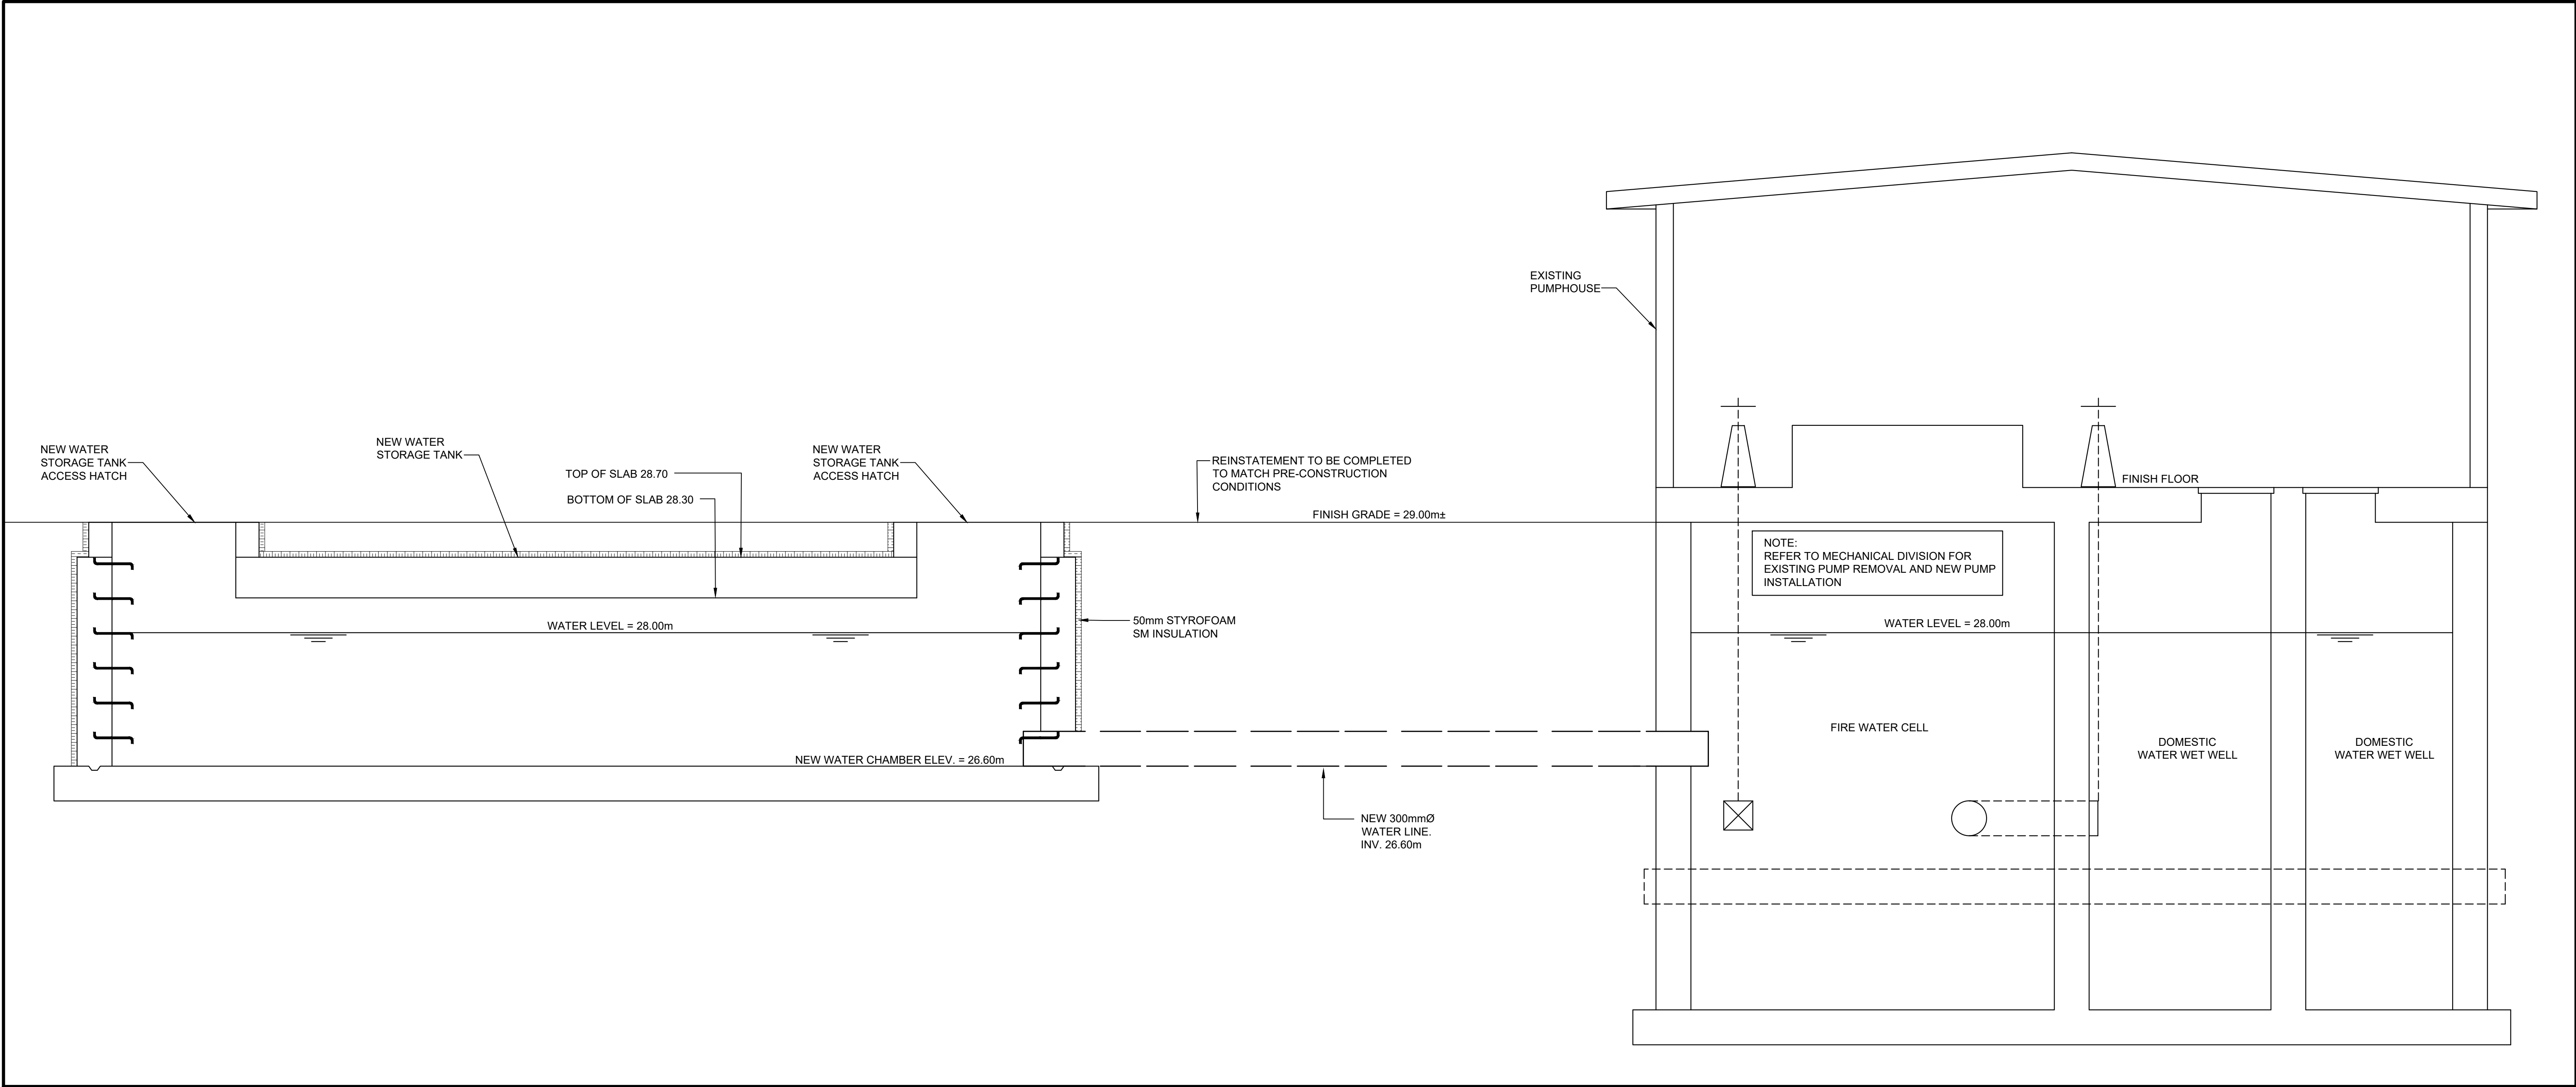 EXISTING
PUMPHOUSE
NEW WATER
STORAGE TANK
ACCESS HATCH
NEW WATER
STORAGE TANK
TOP OF SLAB 28.70
BOTTOM OF SLAB 28.30
NEW WATER
STORAGE TANK
ACCESS HATCH
REINSTATEMENT TO BE COMPLETED
TO MATCH PRE-CONSTRUCTION
CONDITIONS
FINISH GRADE = 29.00m±
FINISH FLOOR
NOTE:
REFER TO MECHANICAL DIVISION FOR
EXISTING PUMP REMOVAL AND NEW PUMP
INSTALLATION
WATER LEVEL = 28.00m
50mm STYROFOAM
SM INSULATION
WATER LEVEL = 28.00m
FIRE WATER CELL
DOMESTIC
WATER WET WELL
DOMESTIC
WATER WET WELL
NEW WATER CHAMBER ELEV. = 26.60m
NEW 300mmØ
WATER LINE.
INV. 26.60m